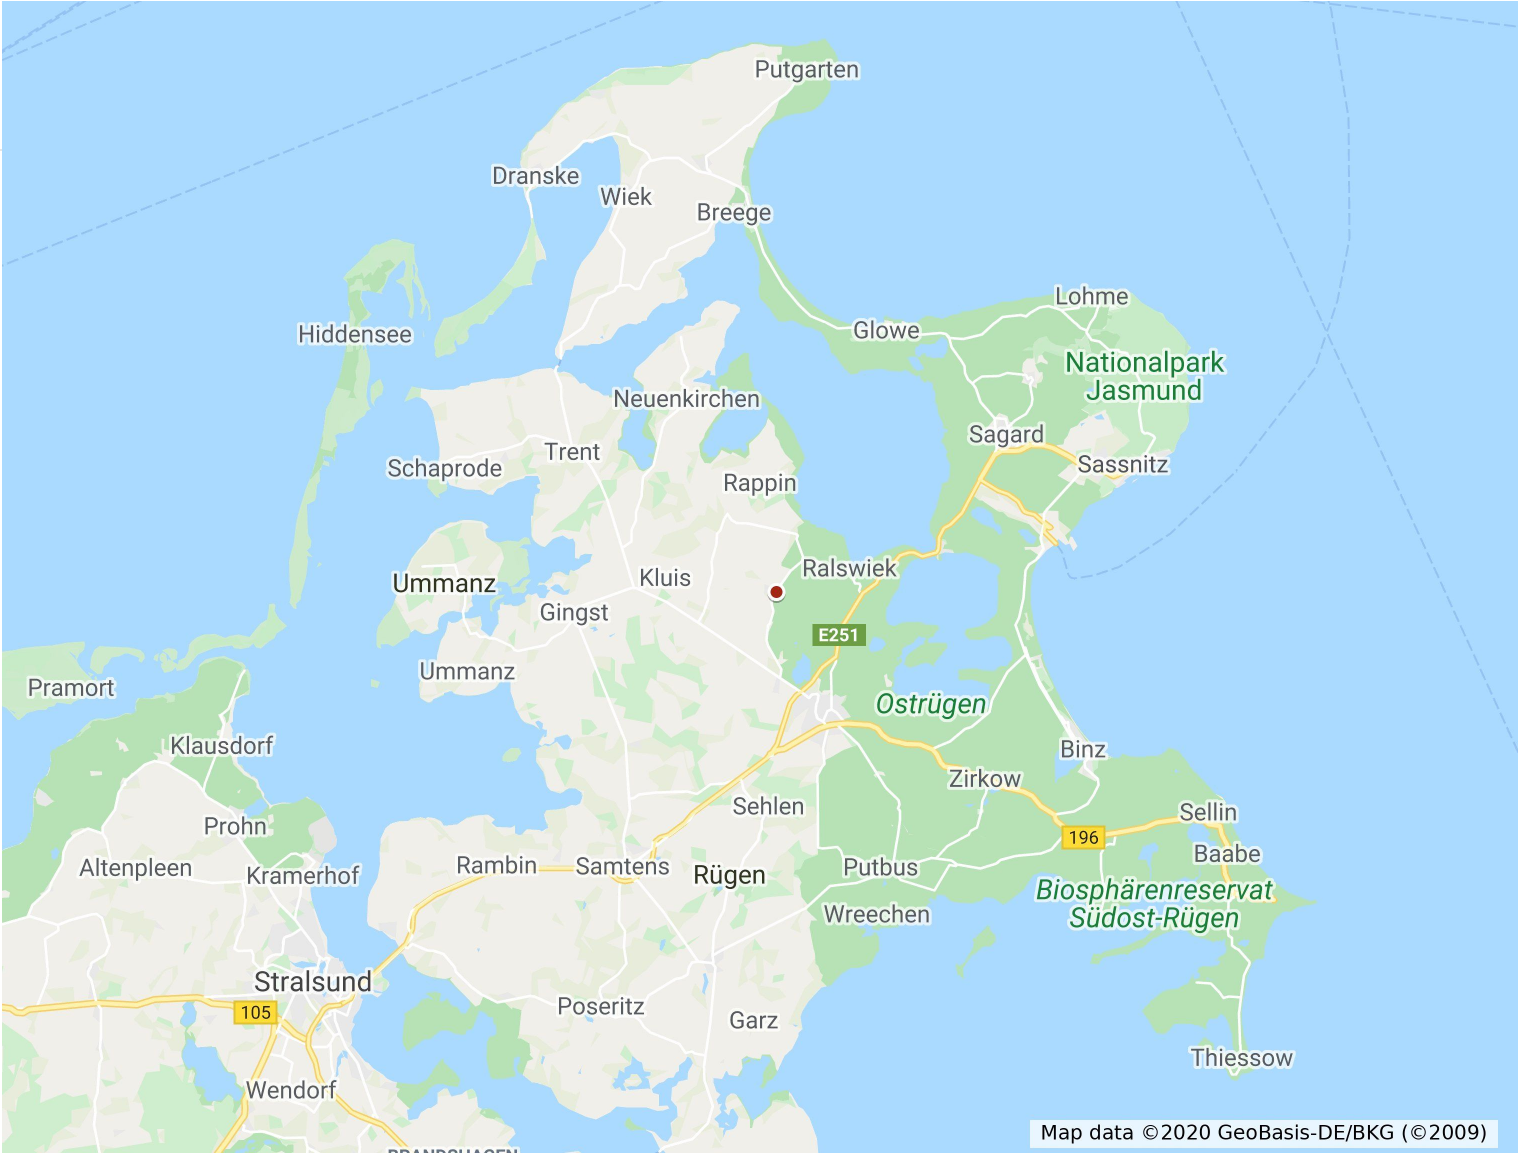 Putgarten
Dranske
Wiek
Breege
Lohme
Hiddensee
Glowe
Nationalpark
Jasmund
Neuenkirchen
Sagard
Trent
Schaprode
Sassnitz
Rappin
Ralswiek
Kluis
Ummanz
Gingst
E251
Ummanz
Pramort
Ostrügen
Klausdorf
Binz
Zirkow
Sehlen
Sellin
Prohn
196
Baabe
Altenpleen
Kramerhof
Rambin
Samtens
Rügen
Putbus
Biosphärenreservat
Südost-Rügen
Wreechen
Stralsund
105
Poseritz
Garz
Thiessow
Wendorf
Map data ©2020 GeoBasis-DE/BKG (©2009)